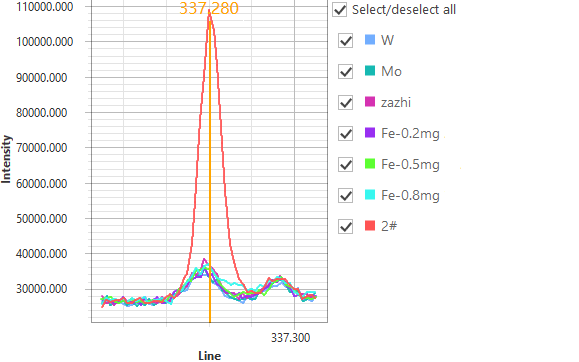 337.280
110000.000
100000.000
90000.000
80000.000
70000.000
60000.000
50000.000
40000.000
30000.000
Intensity
337.300
Line
Select/deselect all
W
Mo
zazhi
Fe-0.2mg
Fe-0.5mg
Fe-0.8mg
2#